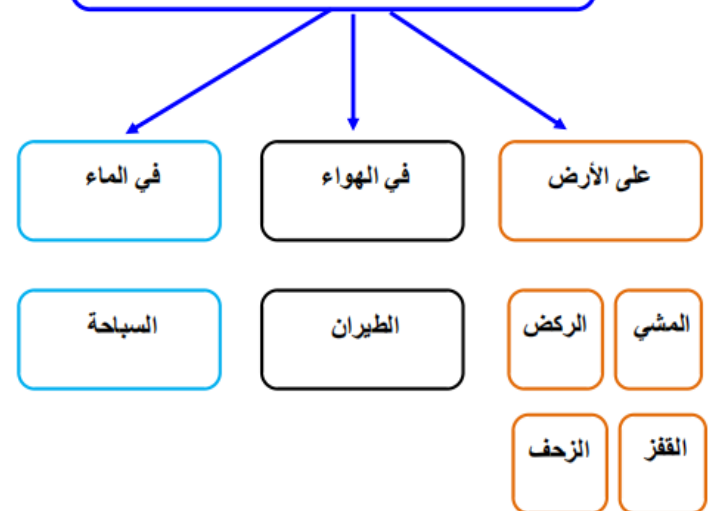 على الأرض
في الهواء
في الماء
المشي
الركض
الطيران
السباحة
القفز
الزحف